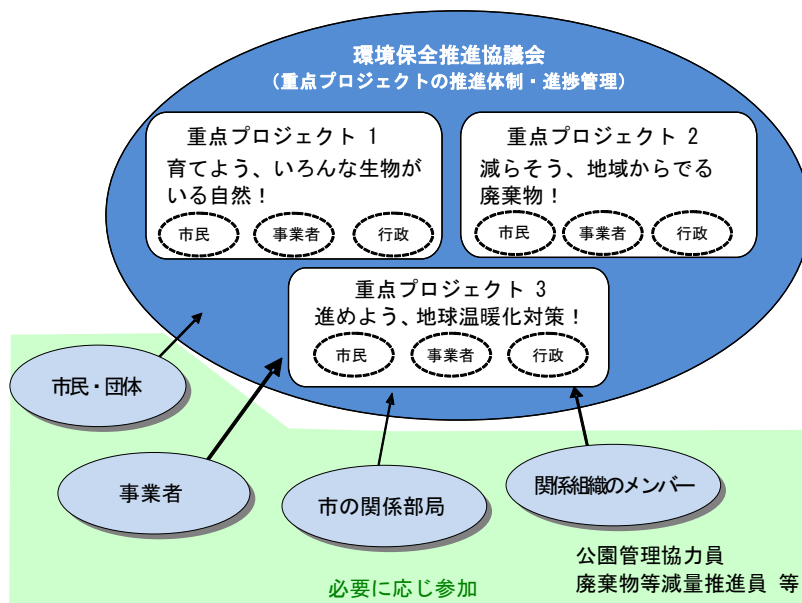 環境保全推進協議会
（重点プロジェクトの推進体制・進捗管理）
重点プロジェクト 1
育てよう、いろんな生物が
いる自然！
市民
事業者
行政
重点プロジェクト 2
減らそう、地域からでる
廃棄物！
市民
事業者
行政
重点プロジェクト 3
進めよう、地球温暖化対策！
市民
事業者
行政
市民・団体
事業者
市の関係部局
関係組織のメンバー
公園管理協力員
廃棄物等減量推進員 等
必要に応じ参加